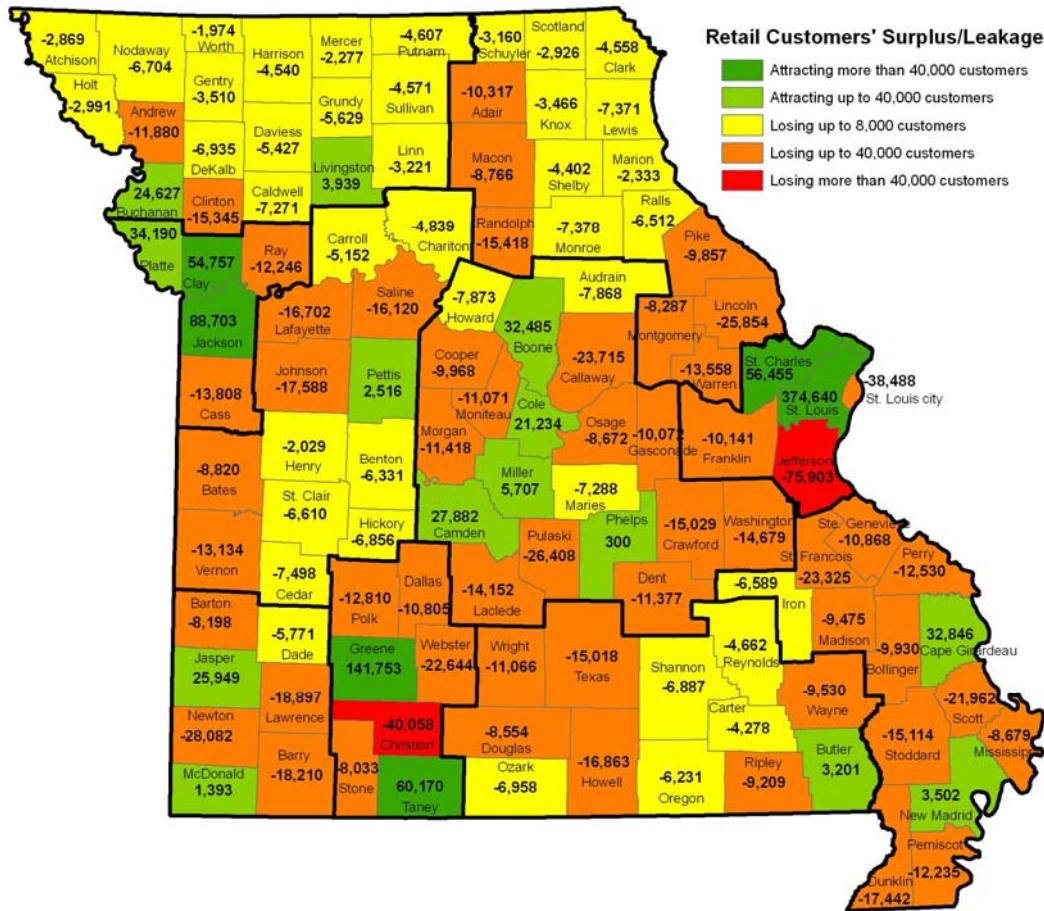 Retail Customers' Surplus/Leakage
Attracting more than 40,000 customers
Attracting up to 40,000 customers
Losing up to 8,000 customers
Losing up to 40,000 customers
Losing more than 40,000 customers
-2,869
Atchison
Nodaway
-6,704
-1,974
Worth
Harrison
-4,540
Mercer
-2,277
-4,607
Putnam
-3,160
Schuyler
Scotland
-2,926
-4,558
Clark
Holt
-2,991
Gentry
-3,510
Andrew
-11,880
Grundy
-5,629
-4,571
Sullivan
-10,317
Adair
-3,466
Knox
-7,371
Lewis
-6,935
DeKalb
Daviess
-5,427
Livingston
3,939
Linn
-3,221
Macon
-8,766
-4,402
Shelby
Marion
-2,333
24,627
Buchanan
Clinton
-15,345
Caldwell
-7,271
-4,839
Chariton
Randolph
-15,418
-7,378
Monroe
Ralls
-6,512
34,190
Platte
54,757
Clay
Ray
-12,246
Carroll
-5,152
Pike
-9,857
88,703
Jackson
-16,702
Lafayette
Saline
-16,120
-7,873
Howard
32,485
Boone
Audrain
-7,868
-8,287
Montgomery
Lincoln
-25,854
-13,808
Cass
Johnson
-17,588
Pettis
2,516
Cooper
-9,968
-11,071
Moniteau
-23,715
Callaway
-13,558
Warren
St. Charles
56,455
374,640
St. Louis
-38,488
St. Louis city
Cole
21,234
Morgan
-11,418
Osage
-8,672
-10,072
Gasconade
-10,141
Franklin
Jefferson
-75,903
-8,820
Bates
-2,029
Henry
Benton
-6,331
Miller
5,707
-7,288
Maries
St. Clair
-6,610
Hickory
-6,856
27,882
Camden
Pulaski
-26,408
Phelps
300
-15,029
Crawford
Washington
-14,679
Ste. Genevieve
-10,868
St. Francois
-23,325
Perry
-12,530
-13,134
Vernon
-7,498
Cedar
-12,810
Polk
Dallas
-10,805
-14,152
Laclede
Dent
-11,377
-6,589
Iron
-9,475
Madison
-9,930
Bollinger
32,846
Cape Girardeau
Barton
-8,198
-5,771
Dade
Greene
141,753
Webster
-22,644
Wright
-11,066
-15,018
Texas
Shannon
-6,887
-4,662
Reynolds
Jasper
25,949
-18,897
Lawrence
-40,058
Christian
-8,554
Douglas
Carter
-4,278
-9,530
Wayne
-21,962
Scott
-8,679
Mississippi
Newton
-28,082
Barry
-18,210
-8,033
Stone
60,170
Taney
Ozark
-6,958
-16,863
Howell
-6,231
Oregon
Ripley
-9,209
Butler
3,201
-15,114
Stoddard
McDonald
1,393
3,502
New Madrid
Pemiscot
-12,235
Dunklin
-17,442